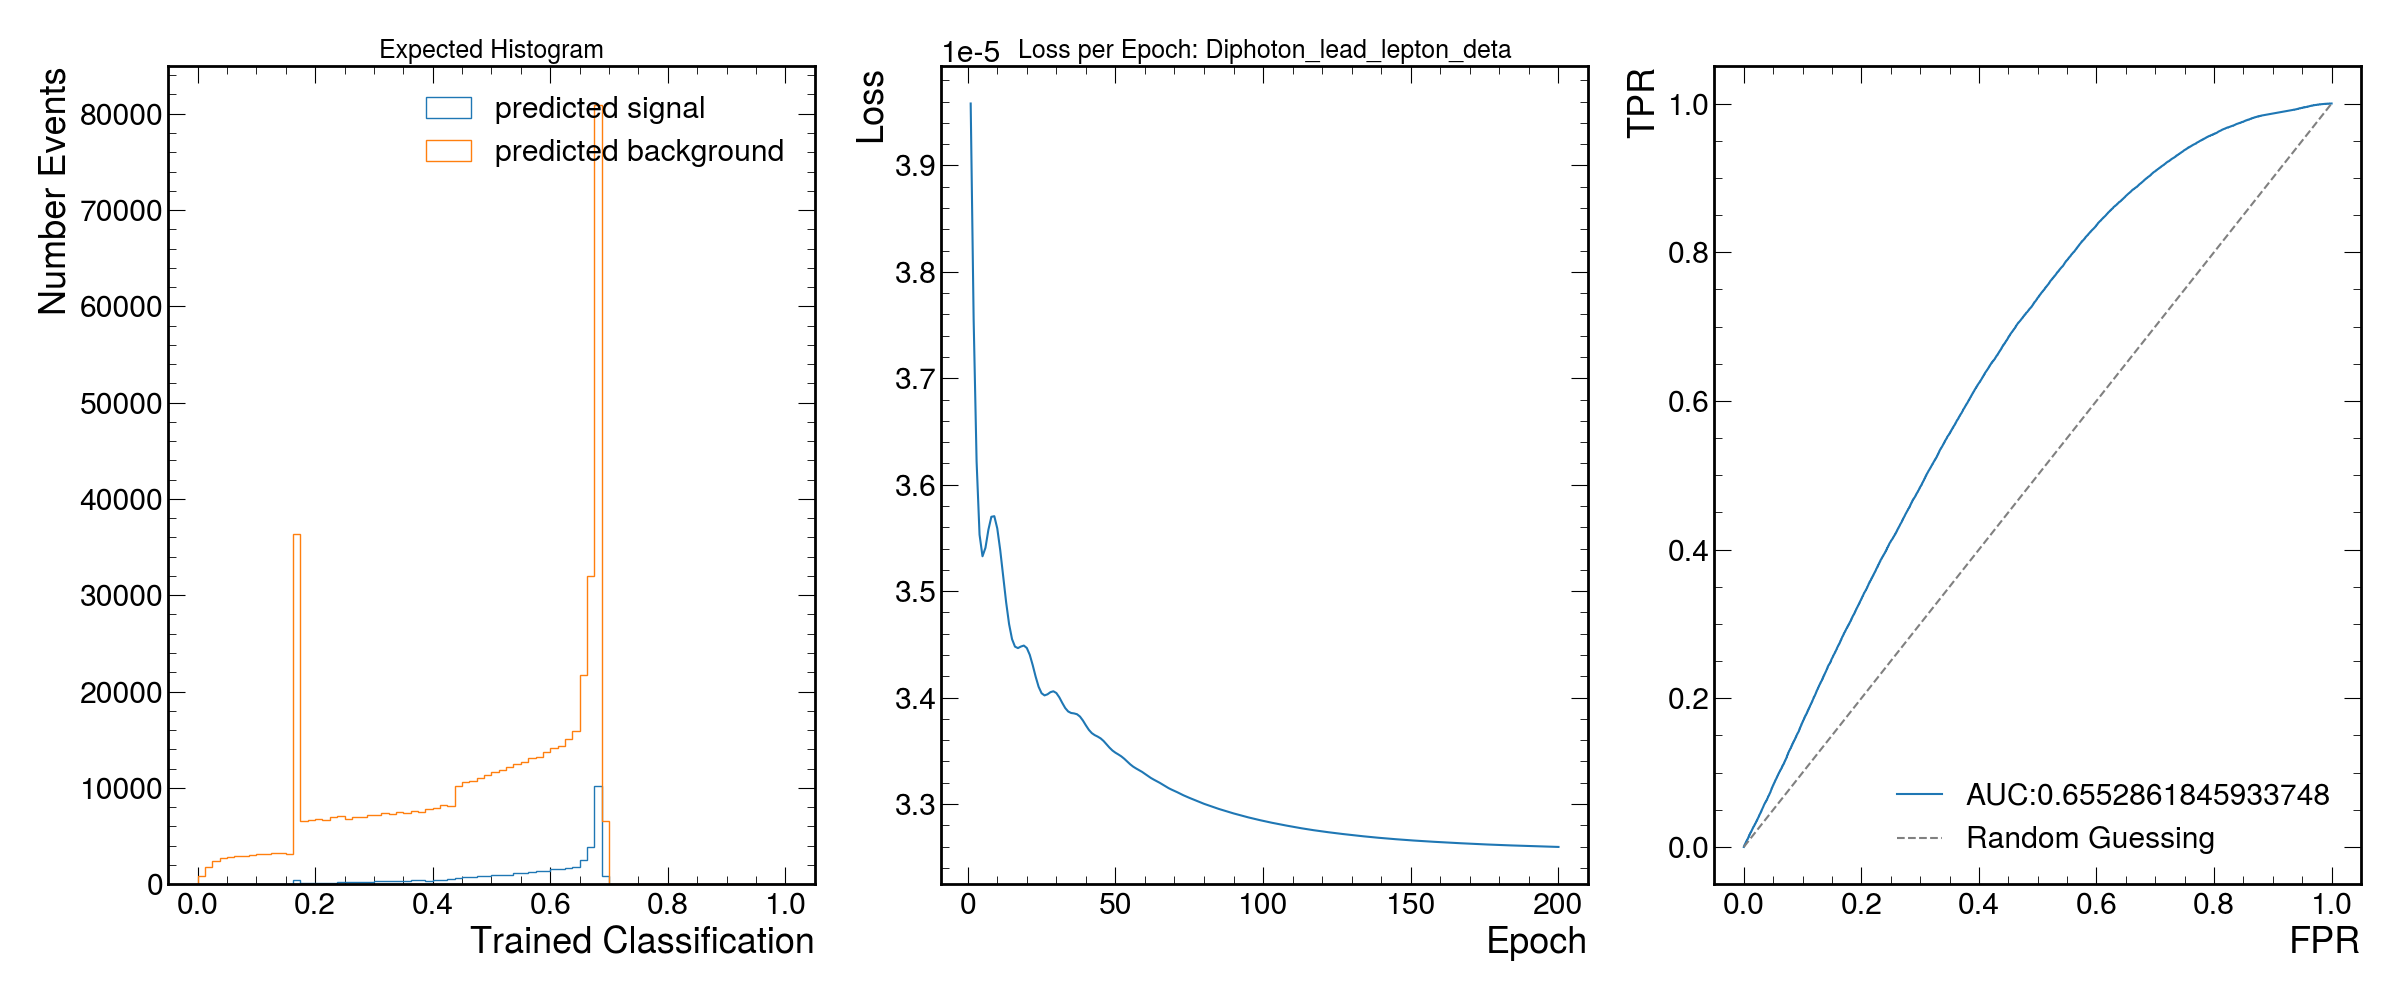 Expected Histogram
Number Events
80000
70000
60000
50000
40000
30000
20000
10000
0
predicted signal
predicted background
0.0 0.2 0.4 0.6 0.8 1.0
Trained Classification
1e-5 Loss per Epoch: Diphoton_lead_lepton_deta
Loss
3.9
3.8
3.7
3.6
3.5
3.4
3.3
0 50 100 150 200
Epoch
TPR
1.0
0.8
0.6
0.4
0.2
0.0
AUC:0.6552861845933748
Random Guessing
0.0 0.2 0.4 0.6 0.8 1.0
FPR